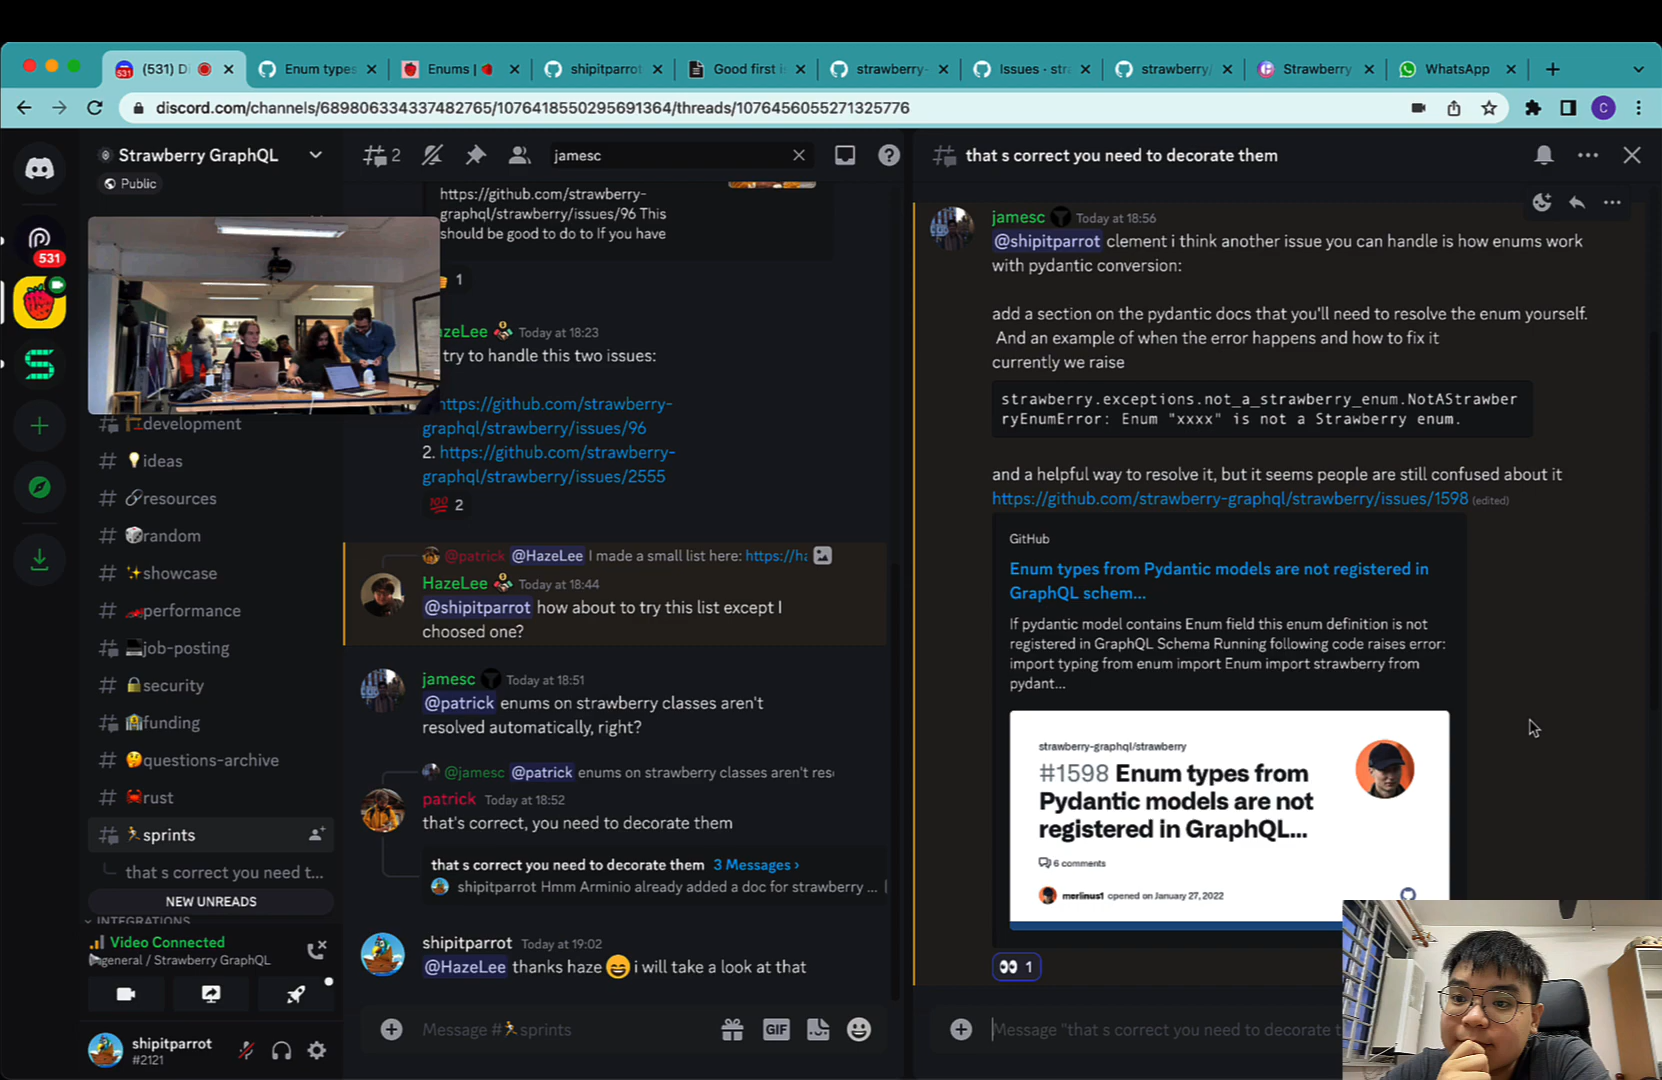 (531) Di
Enum types
Enums |
shipitparrot
Good first i
strawberry-
Issues · stra
strawberry/
Strawberry
WhatsApp
discord.com/channels/689806334337482765/1076418550295691364/threads/1076456055271325776
C
Strawberry GraphQL
Public
531
development
ideas
resources
random
showcase
performance
job-posting
security
funding
questions-archive
rust
sprints
that s correct you need t...
NEW UNREADS
INTEGRATIONS
Video Connected
general / Strawberry GraphQL
shipitparrot
#2121
2
jamesc
https://github.com/strawberry-
graphql/strawberry/issues/96 This
should be good to do to If you have
1
HazeLee Today at 18:23
try to handle this two issues:
https://github.com/strawberry-
graphql/strawberry/issues/96
2. https://github.com/strawberry-
graphql/strawberry/issues/2555
100 2
@patrick @HazeLee I made a small list here: https://ha
HazeLee Today at 18:44
@shipitparrot how about to try this list except I
choosed one?
jamesc Today at 18:51
@patrick enums on strawberry classes aren't
resolved automatically, right?
@jamesc @patrick enums on strawberry classes aren't reso
patrick Today at 18:52
that's correct, you need to decorate them
that s correct you need to decorate them 3 Messages ›
shipitparrot Hmm Arminio already added a doc for strawberry ...
shipitparrot Today at 19:02
@HazeLee thanks haze 😄 i will take a look at that
Message #🏃sprints
GIF
that s correct you need to decorate them
jamesc Today at 18:56
@shipitparrot clement i think another issue you can handle is how enums work
with pydantic conversion:
add a section on the pydantic docs that you'll need to resolve the enum yourself.
And an example of when the error happens and how to fix it
currently we raise
strawberry.exceptions.not_a_strawberry_enum.NotAStrawber
ryEnumError: Enum "xxxx" is not a Strawberry enum.
and a helpful way to resolve it, but it seems people are still confused about it
https://github.com/strawberry-graphql/strawberry/issues/1598 (edited)
GitHub
Enum types from Pydantic models are not registered in
GraphQL schem...
If pydantic model contains Enum field this enum definition is not
registered in GraphQL Schema Running following code raises error:
import typing from enum import Enum import strawberry from
pydant...
strawberry-graphql/strawberry
#1598 Enum types from
Pydantic models are not
registered in GraphQL...
6 comments
merlinus1 opened on January 27, 2022
👀 1
Message "that s correct you need to decorate t